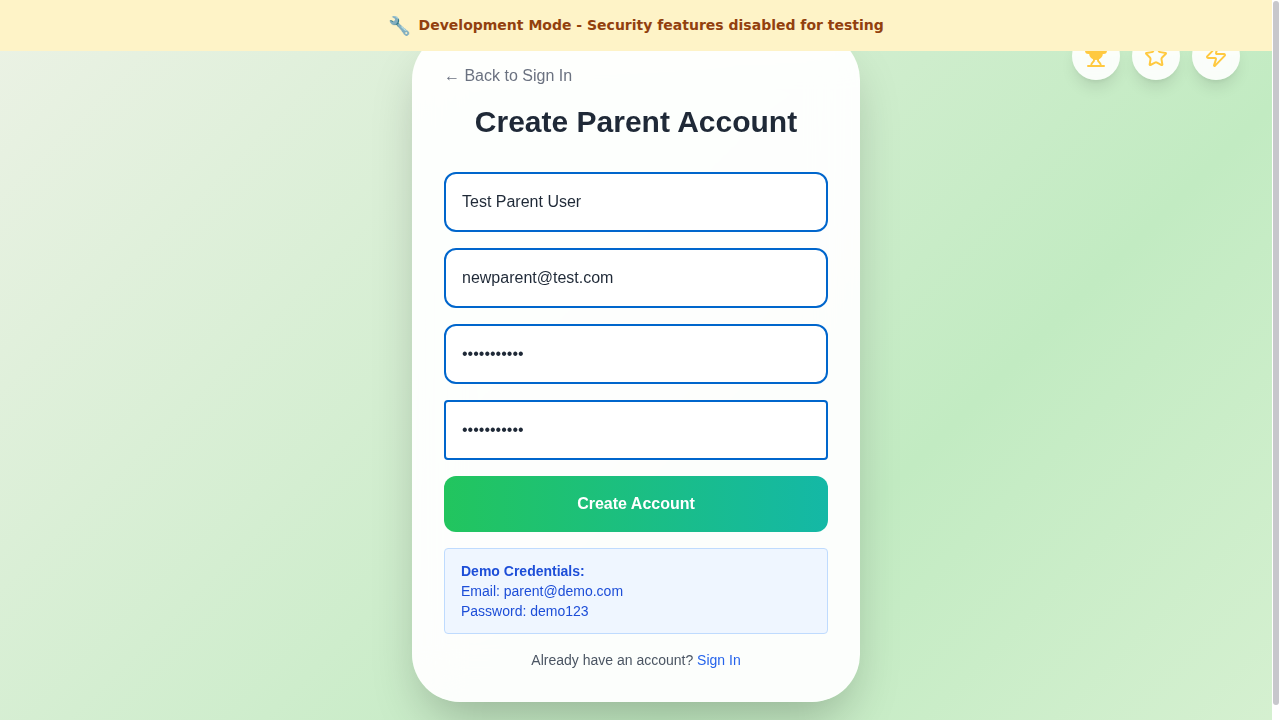 🔧 Development Mode - Security features disabled for testing
← Back to Sign In
Create Parent Account
Test Parent User
newparent@test.com
•••••••••••
•••••••••••
Create Account
Demo Credentials:
Email: parent@demo.com
Password: demo123
Already have an account? Sign In